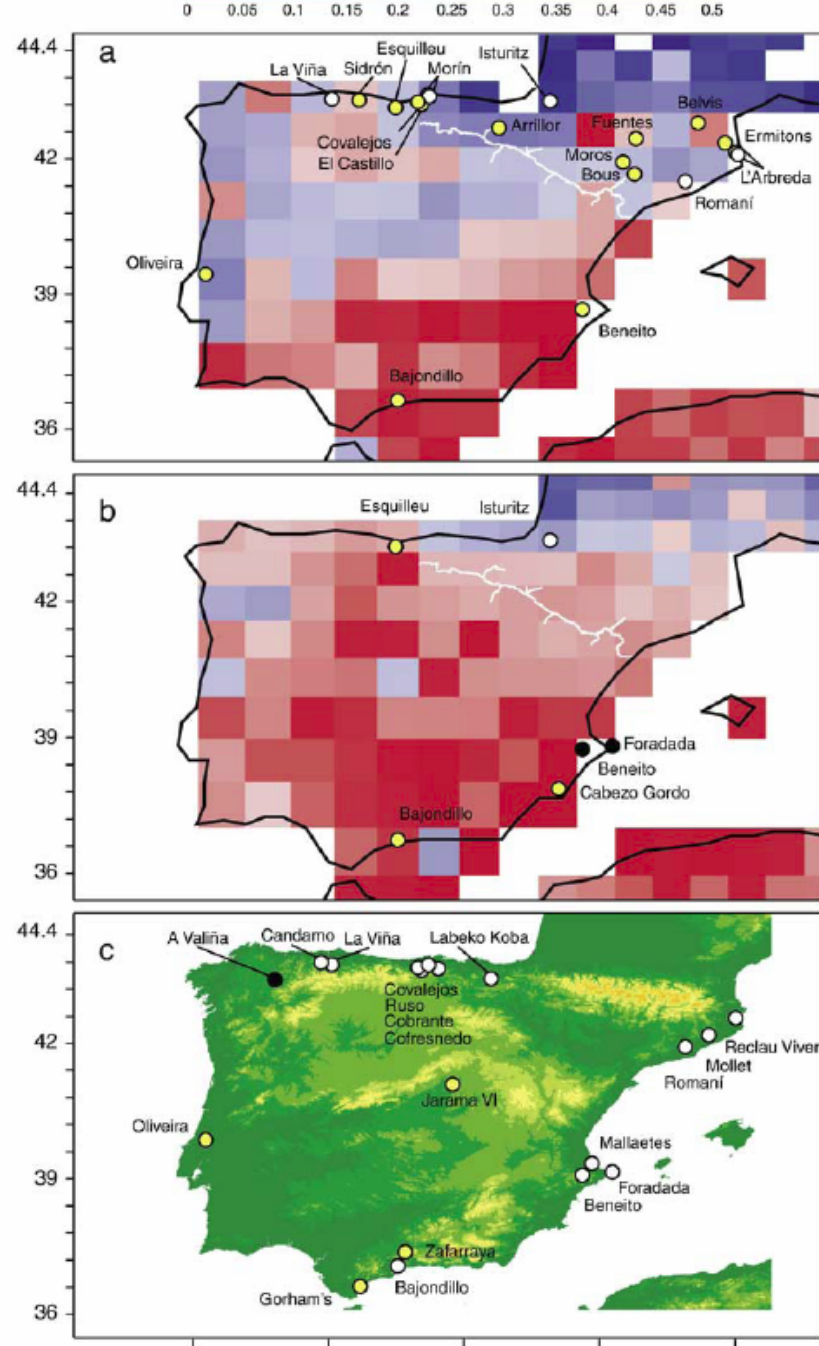 0 0.05 0.1 0.15 0.2 0.3 0.35 0.4 0.45 0.5
44.4
a
Esquilleu
La Viña Sidrón Morín Isturitz
Covalejos
El Castillo
Arrillor
Fuentes
Belvis
Ermitons
42
Moros
Bous
L'Arbreda
Romaní
Oliveira
39
Beneito
Bajondillo
36
44.4
b
Esquilleu Isturitz
42
39
Foradada
Beneito
Cabezo Gordo
Bajondillo
36
44.4
c
A Valiña
Candamo
La Viña
Labeko Koba
Covalejos
Ruso
Cobrante
Cofresnedo
42
Reclau Viver
Mollet
Romaní
Jarama VI
Oliveira
39
Mallaetes
Foradada
Beneito
Zafarraya
Bajondillo
Gorham's
36